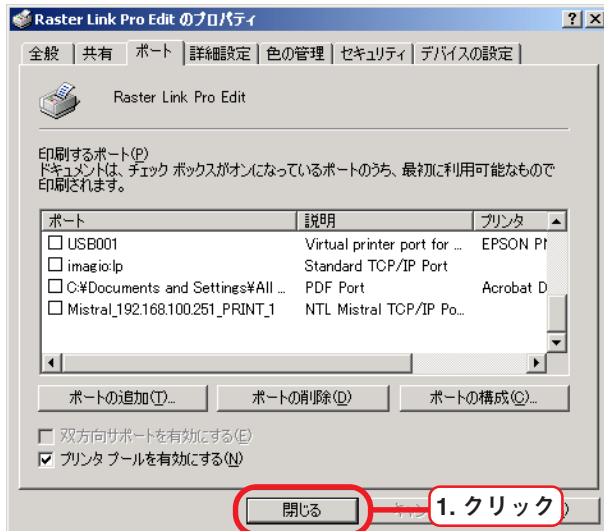 Raster Link Pro Edit のプロパティ
全般 共有 ポート 詳細設定 色の管理 セキュリティ デバイスの設定
Raster Link Pro Edit
印刷するポート(P)
ドキュメントは、チェック ボックスがオンになっているポートのうち、最初に利用可能なもので
印刷されます。
ポート 説明 プリンタ
USB001 Virtual printer port for ... EPSON PM
imagio:lp Standard TCP/IP Port
C:¥Documents and Settings¥All ... PDF Port Acrobat D
Mistral_192.168.100.251_PRINT_1 NTL Mistral TCP/IP Po...
ポートの追加(T)... ポートの削除(D) ポートの構成(C)...
双方向サポートを有効にする(E)
プリンタ プールを有効にする(N)
閉じる 1. クリック